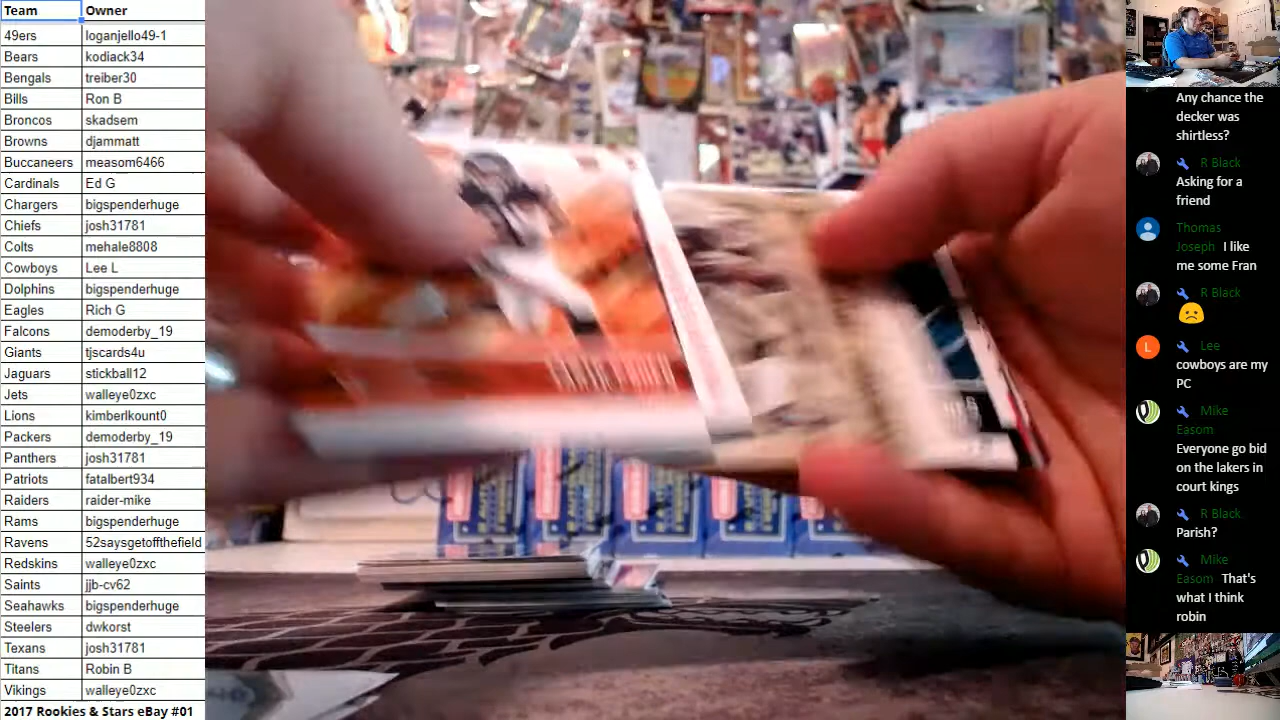 Team Owner
49ers loganjello49-1
Bears kodiack34
Bengals treiber30
Bills Ron B
Broncos skadsem
Browns djammatt
Buccaneers measom6466
Cardinals Ed G
Chargers bigspenderhuge
Chiefs josh31781
Colts mehale8808
Cowboys Lee L
Dolphins bigspenderhuge
Eagles Rich G
Falcons demoderby_19
Giants tjscards4u
Jaguars stickball12
Jets walleye0zxc
Lions kimberlkount0
Packers demoderby_19
Panthers josh31781
Patriots fatalbert934
Raiders raider-mike
Rams bigspenderhuge
Ravens 52saysgetoffthefield
Redskins walleye0zxc
Saints jjb-cv62
Seahawks bigspenderhuge
Steelers dwkorst
Texans josh31781
Titans Robin B
Vikings walleye0zxc
2017 Rookies & Stars eBay #01
Any chance the
decker was
shirtless?
R Black
Asking for a
friend
Thomas
Joseph I like
me some Fran
R Black
L Lee
cowboys are my
PC
Mike
Easom
Everyone go bid
on the lakers in
court kings
R Black
Parish?
Mike
Easom That's
what I think
robin